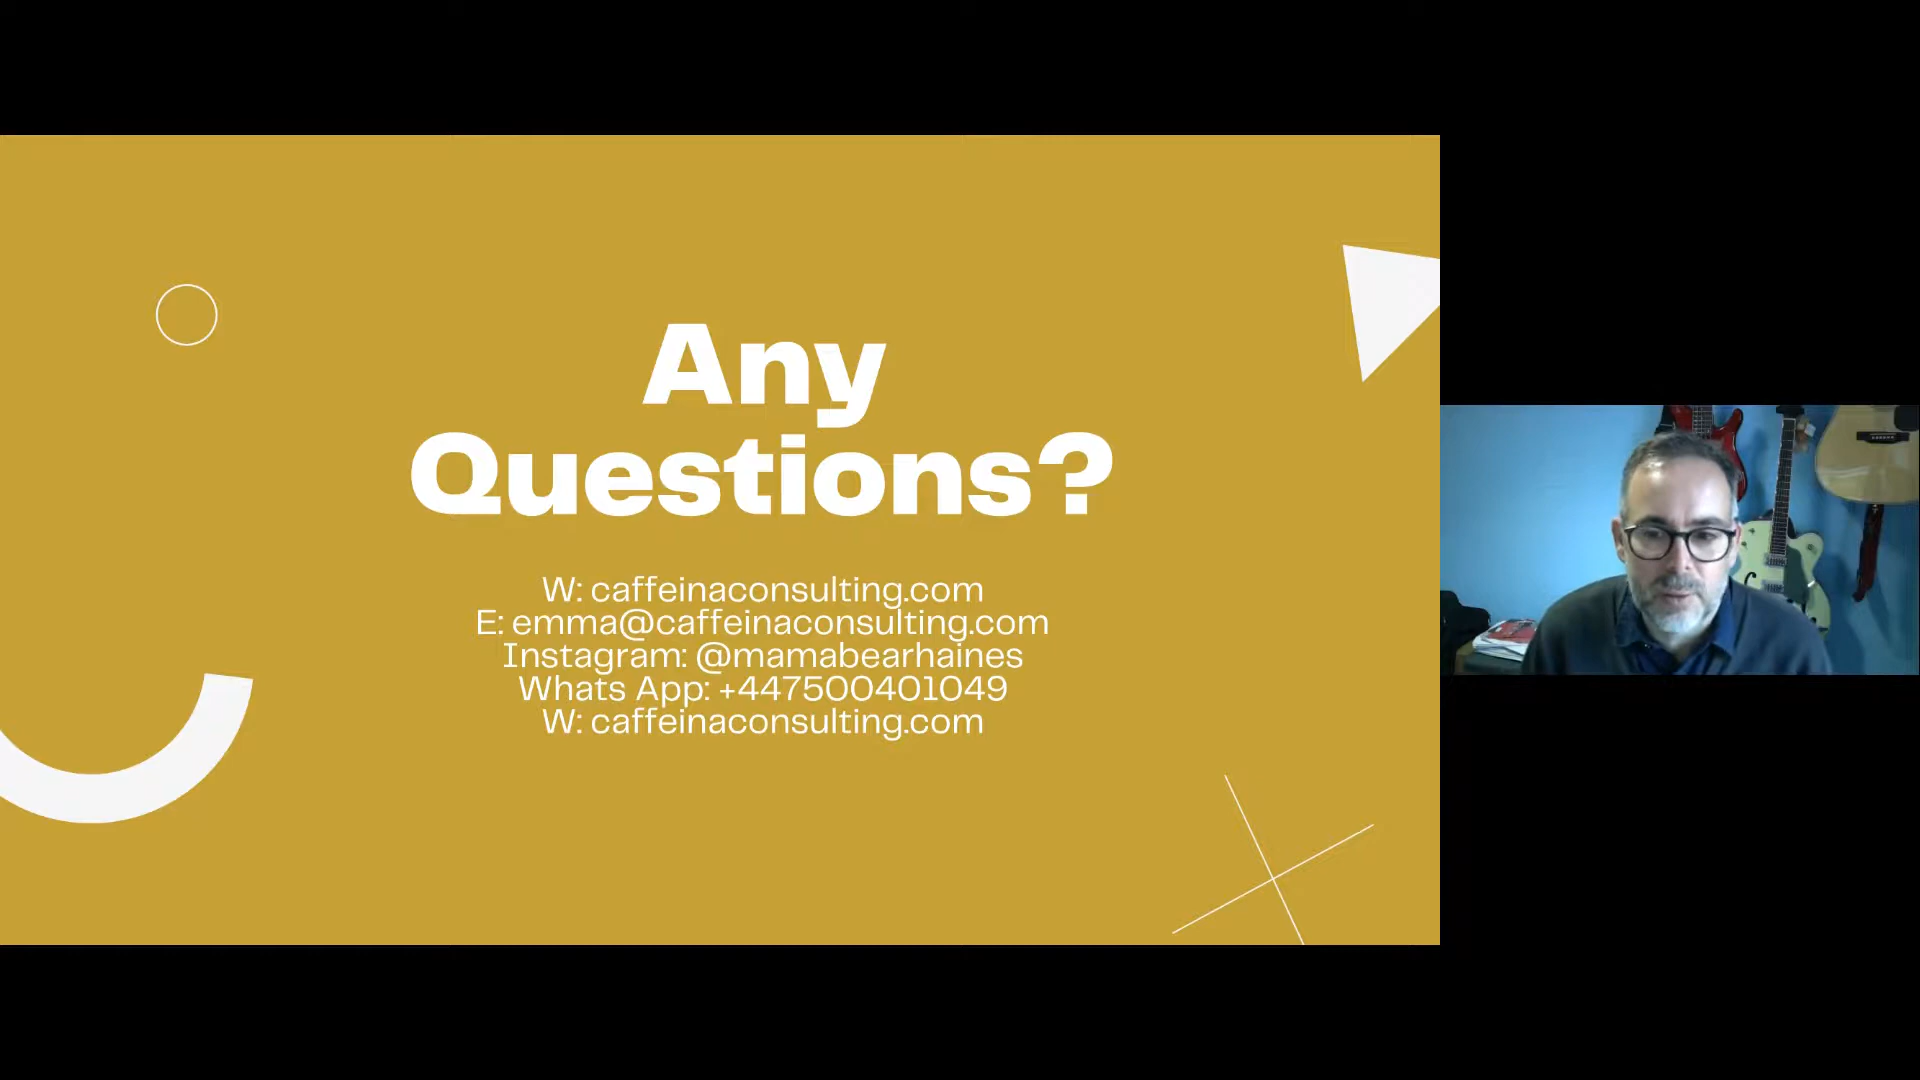 Any
Questions?
W: caffeinaconsulting.com
E: emma@caffeinaconsulting.com
Instagram: @mamabearhaines
Whats App: +447500401049
W: caffeinaconsulting.com